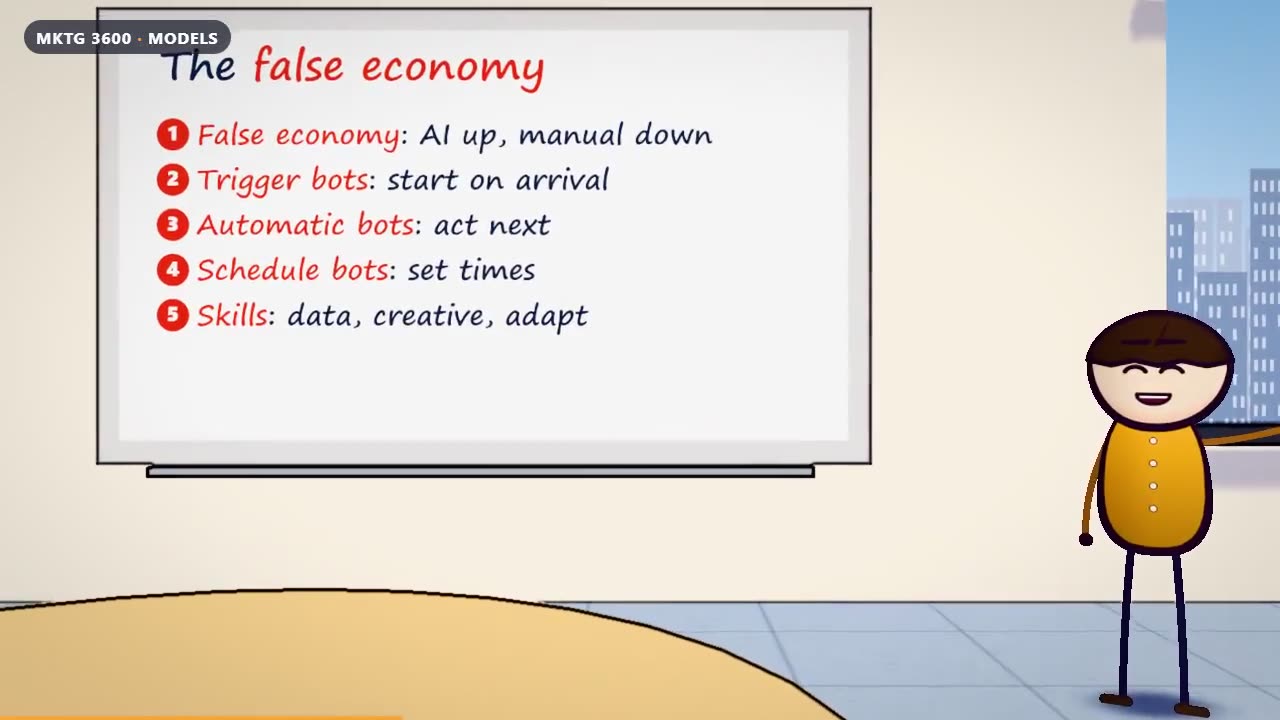 MKTG 3600 · MODELS
The false economy
1 False economy: AI up, manual down
2 Trigger bots: start on arrival
3 Automatic bots: act next
4 Schedule bots: set times
5 Skills: data, creative, adapt